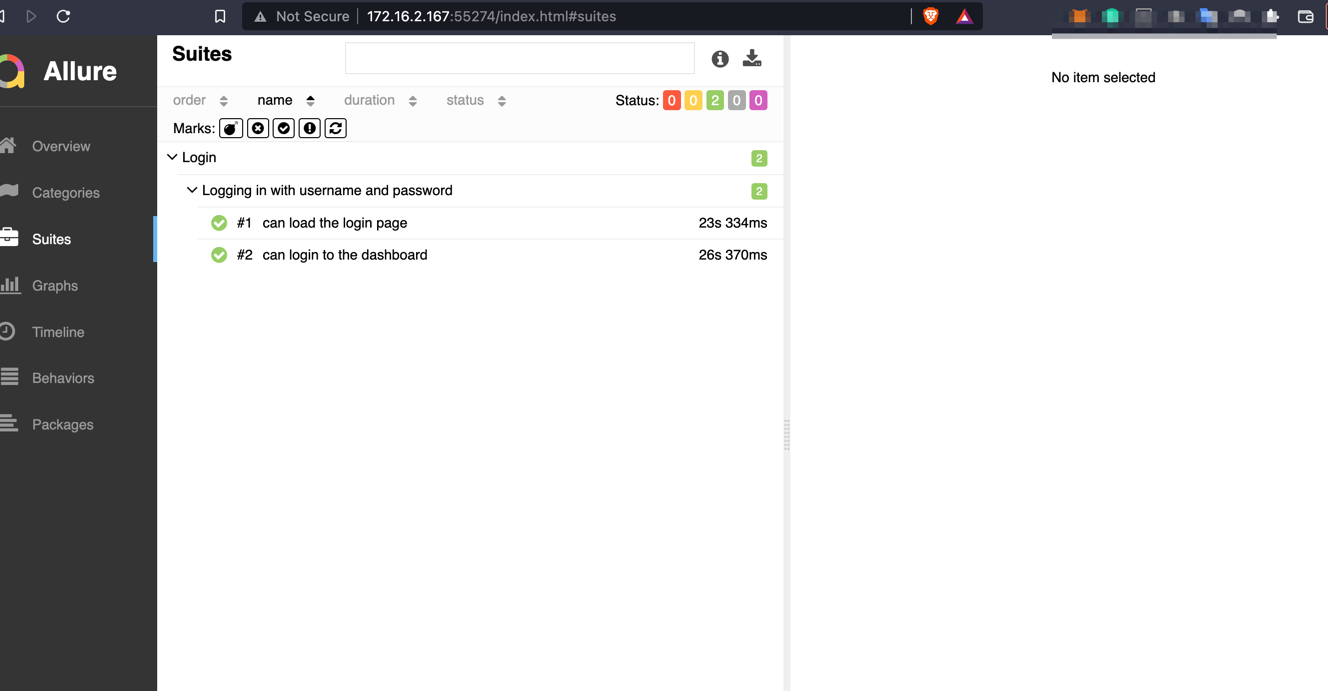 Not Secure 172.16.2.167:55274/index.html#suites
Allure
Overview
Categories
Suites
Graphs
Timeline
Behaviors
Packages
Suites
order name duration status Status: 0 0 2 0 0
Marks:
Login 2
Logging in with username and password 2
#1 can load the login page 23s 334ms
#2 can login to the dashboard 26s 370ms
No item selected